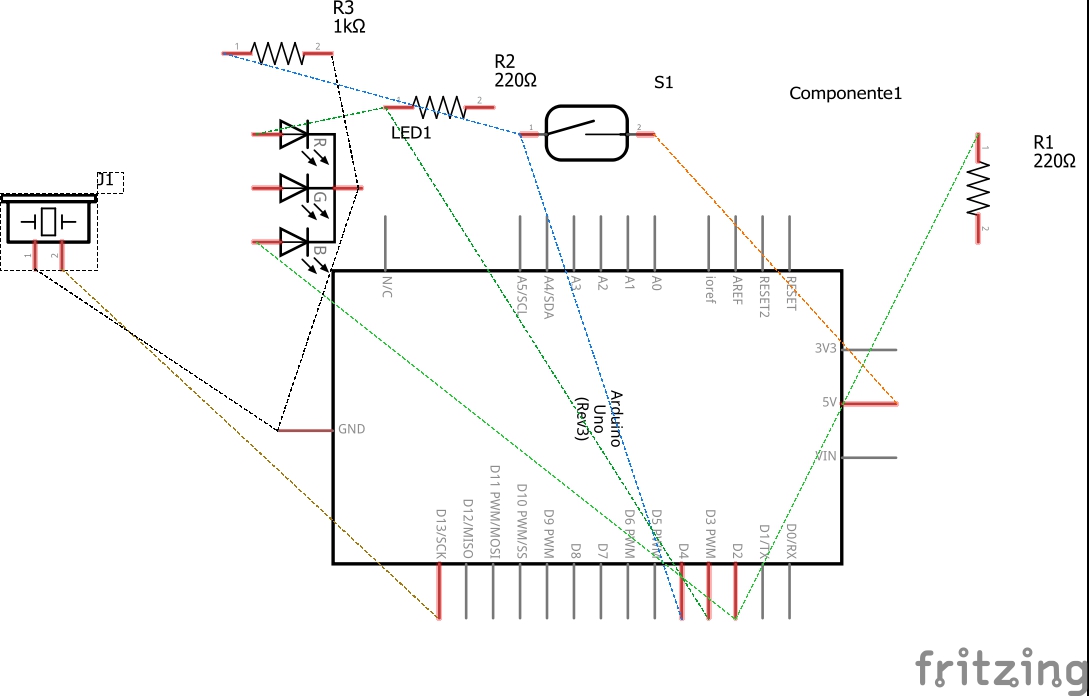 R3
1kΩ
1
2
R2
220Ω
1
2
LED1
S1
1
2
Componente1
R1
220Ω
1
2
J1
1
2
R
G
B
N/C
A5/SCL
A4/SDA
A3
A2
A1
A0
ioref
AREF
RESET2
RESET
3V3
5V
VIN
GND
Arduino
Uno
(Rev3)
D13/SCK
D12/MISO
D11 PWM/MOSI
D10 PWM/SS
D9 PWM
D8
D7
D6 PWM
D5 PWM
D4
D3 PWM
D2
D1/TX
D0/RX
fritzing